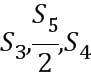 S₃, S₅/2, S₄